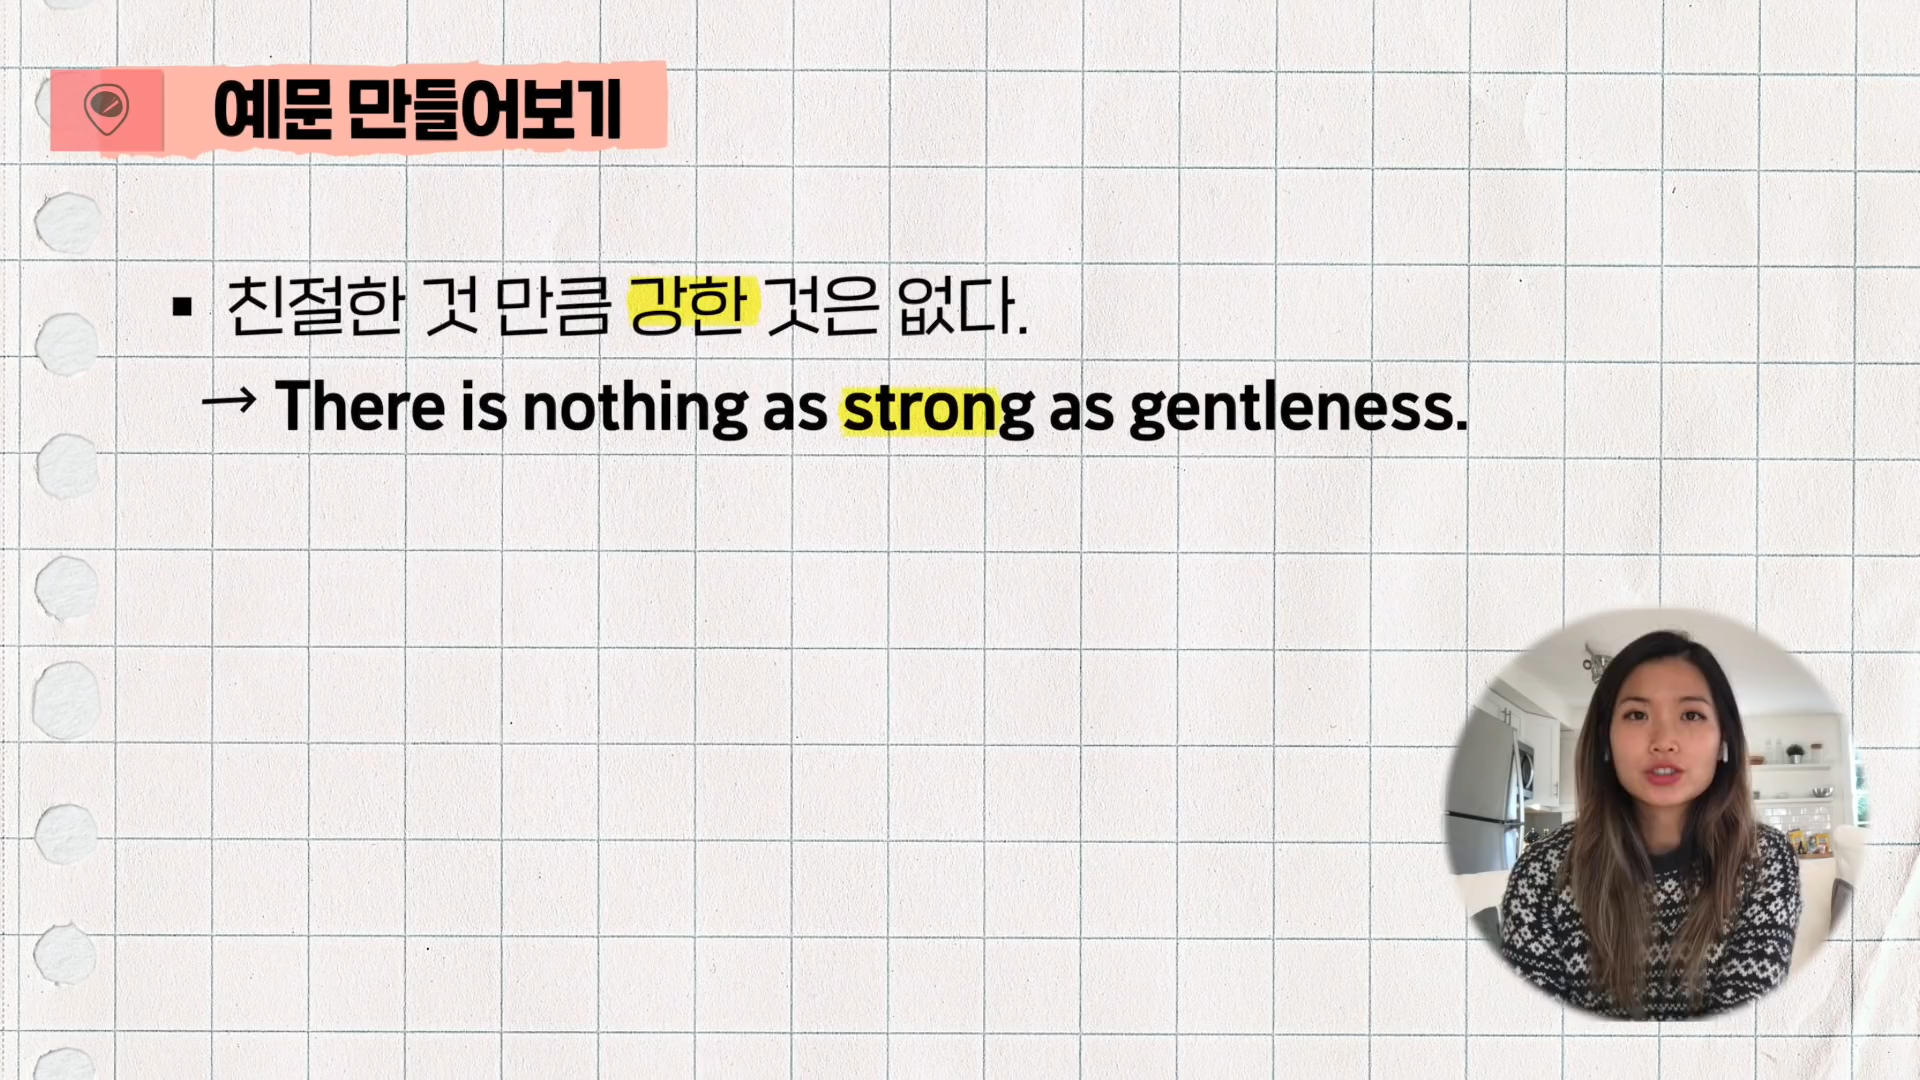 예문 만들어보기
▪ 친절한 것 만큼 강한 것은 없다.
→ There is nothing as strong as gentleness.